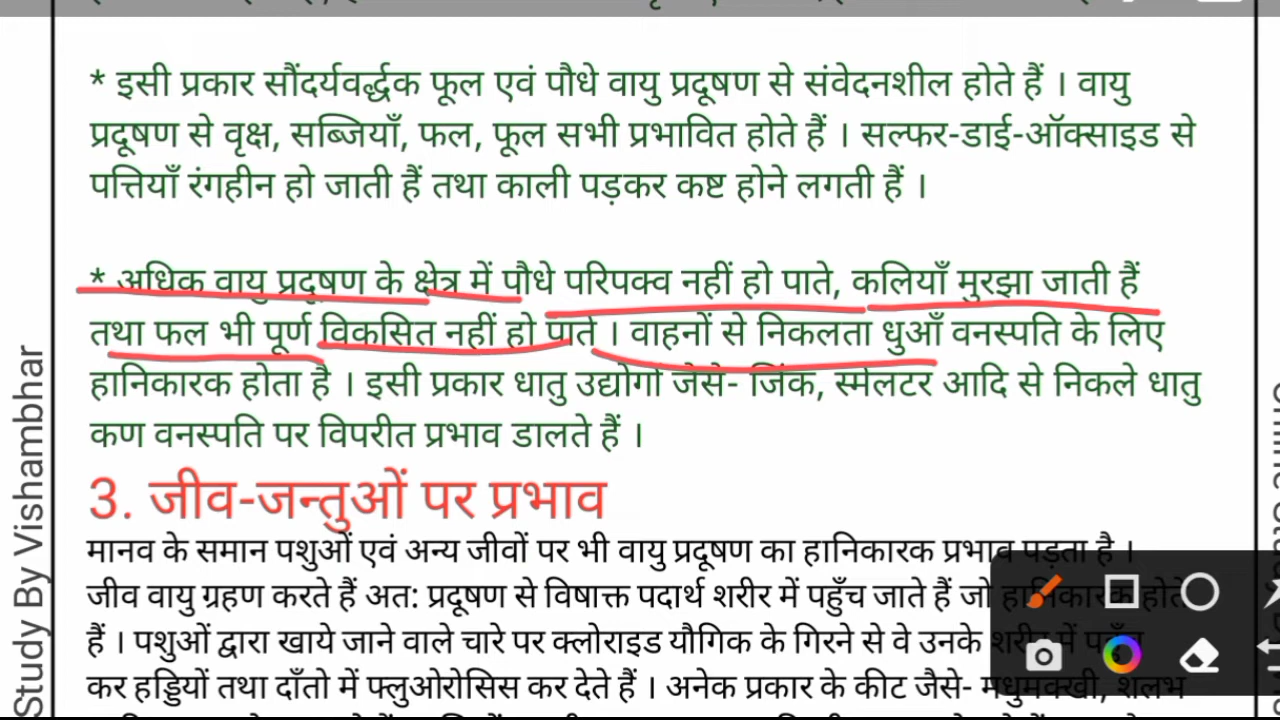 * इसी प्रकार सौंदर्यवर्द्धक फूल एवं पौधे वायु प्रदूषण से संवेदनशील होते हैं । वायु
प्रदूषण से वृक्ष, सब्जियाँ, फल, फूल सभी प्रभावित होते हैं । सल्फर-डाई-ऑक्साइड से
पत्तियाँ रंगहीन हो जाती हैं तथा काली पड़कर कष्ट होने लगती हैं ।
* अधिक वायु प्रदूषण के क्षेत्र में पौधे परिपक्व नहीं हो पाते, कलियाँ मुरझा जाती हैं
तथा फल भी पूर्ण विकसित नहीं हो पाते । वाहनों से निकलता धुआँ वनस्पति के लिए
हानिकारक होता है । इसी प्रकार धातु उद्योगो जैसे- जिंक, स्मेलटर आदि से निकले धातु
कण वनस्पति पर विपरीत प्रभाव डालते हैं ।
3. जीव-जन्तुओं पर प्रभाव
मानव के समान पशुओं एवं अन्य जीवों पर भी वायु प्रदूषण का हानिकारक प्रभाव पड़ता है ।
जीव वायु ग्रहण करते हैं अत: प्रदूषण से विषाक्त पदार्थ शरीर में पहुँच जाते हैं जो हानिकारक होते
हैं । पशुओं द्वारा खाये जाने वाले चारे पर क्लोराइड यौगिक के गिरने से वे उनके शरीर में पहुँच
कर हड्डियों तथा दाँतो में फ्लुओरोसिस कर देते हैं । अनेक प्रकार के कीट जैसे- मधुमक्खी, शलभ
Study By Vishambhar